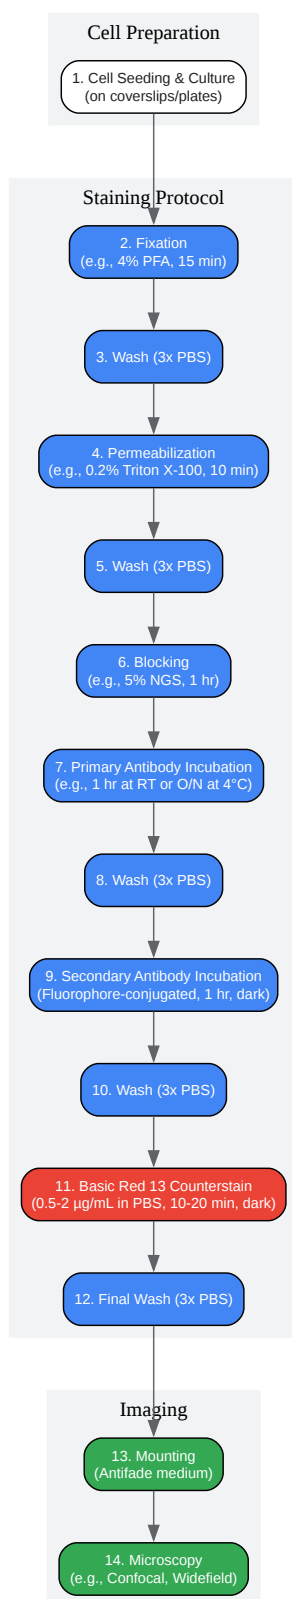 Cell Preparation
1. Cell Seeding & Culture
(on coverslips/plates)
Staining Protocol
2. Fixation
(e.g., 4% PFA, 15 min)
3. Wash (3x PBS)
4. Permeabilization
(e.g., 0.2% Triton X-100, 10 min)
5. Wash (3x PBS)
6. Blocking
(e.g., 5% NGS, 1 hr)
7. Primary Antibody Incubation
(e.g., 1 hr at RT or O/N at 4°C)
8. Wash (3x PBS)
9. Secondary Antibody Incubation
(Fluorophore-conjugated, 1 hr, dark)
10. Wash (3x PBS)
11. Basic Red 13 Counterstain
(0.5-2 µg/mL in PBS, 10-20 min, dark)
12. Final Wash (3x PBS)
Imaging
13. Mounting
(Antifade medium)
14. Microscopy
(e.g., Confocal, Widefield)